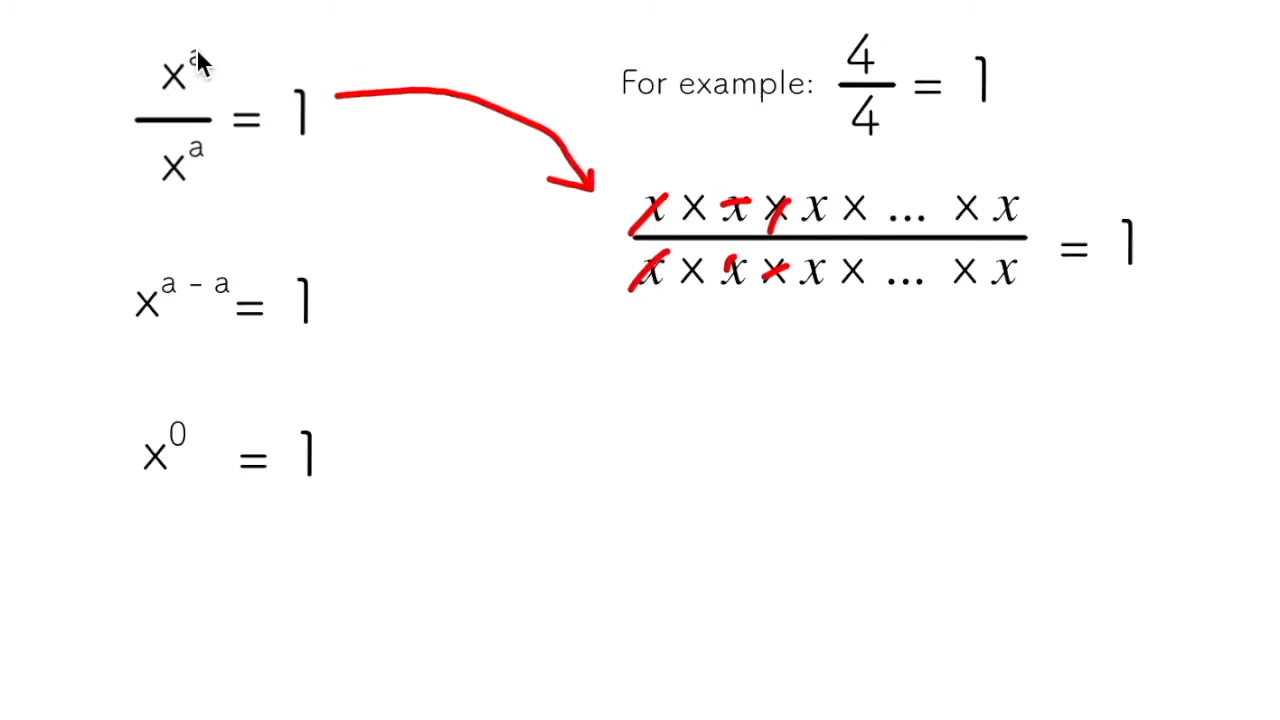 x^a
x^a
= 1
x^(a - a) = 1
x^0 = 1
For example:
4
4
= 1
x × x × x × ... × x
x × x × x × ... × x
= 1